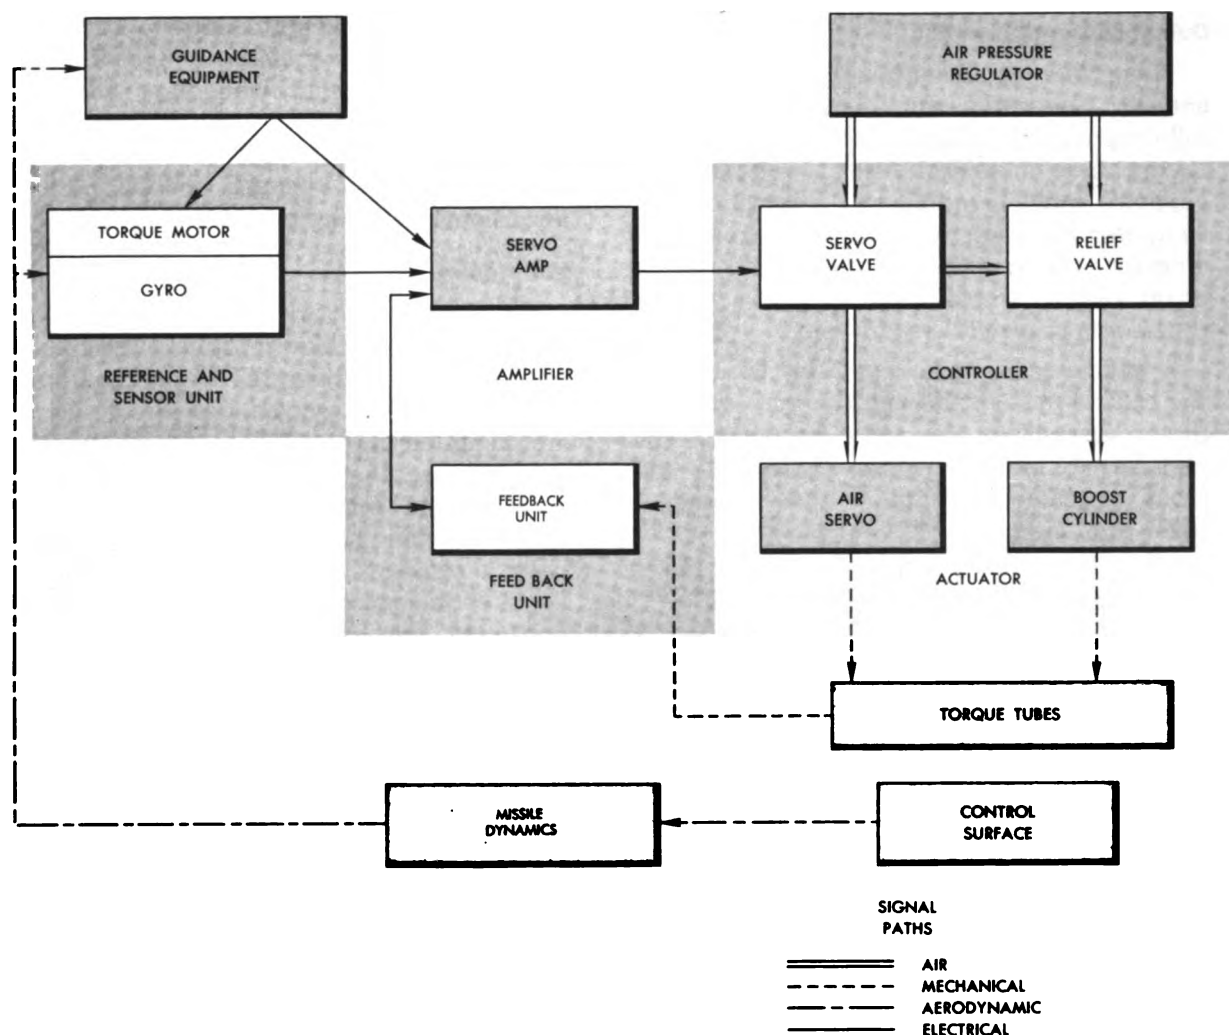 GUIDANCE
EQUIPMENT
AIR PRESSURE
REGULATOR
TORQUE MOTOR
GYRO
SERVO
AMP
SERVO
VALVE
RELIEF
VALVE
REFERENCE AND
SENSOR UNIT
AMPLIFIER
CONTROLLER
FEEDBACK
UNIT
AIR
SERVO
BOOST
CYLINDER
FEED BACK
UNIT
ACTUATOR
TORQUE TUBES
MISSILE
DYNAMICS
CONTROL
SURFACE
SIGNAL
PATHS
AIR
MECHANICAL
AERODYNAMIC
ELECTRICAL